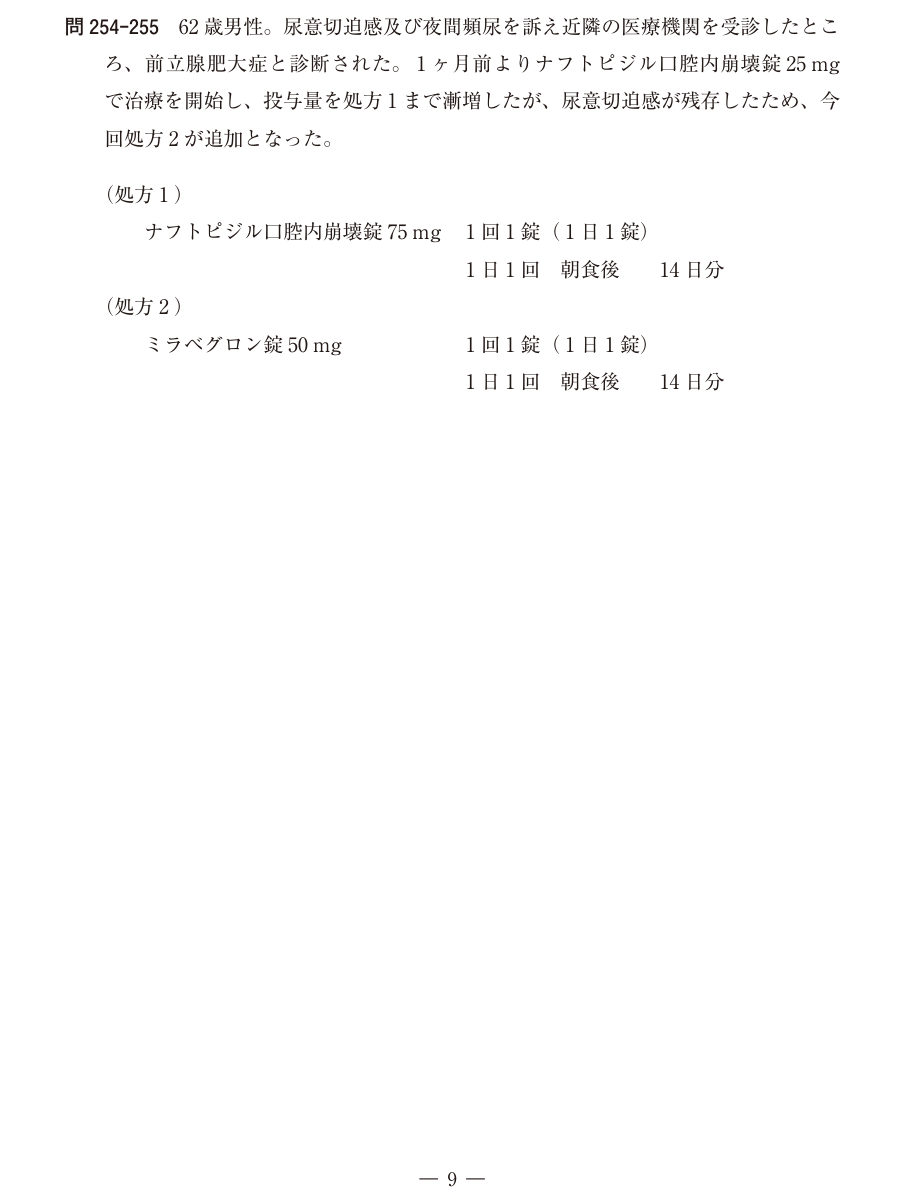 問 254-255　62 歳男性。尿意切迫感及び夜間頻尿を訴え近隣の医療機関を受診したとこ
ろ、前立腺肥大症と診断された。1 ヶ月前よりナフトピジル口腔内崩壊錠 25 mg
で治療を開始し、投与量を処方 1 まで漸増したが、尿意切迫感が残存したため、今
回処方 2 が追加となった。
（処方 1 ）
ナフトピジル口腔内崩壊錠 75 mg　1 回 1 錠（ 1 日 1 錠）
1 日 1 回　朝食後　　14 日分
（処方 2 ）
ミラベグロン錠 50 mg　1 回 1 錠（ 1 日 1 錠）
1 日 1 回　朝食後　　14 日分
― 9 ―